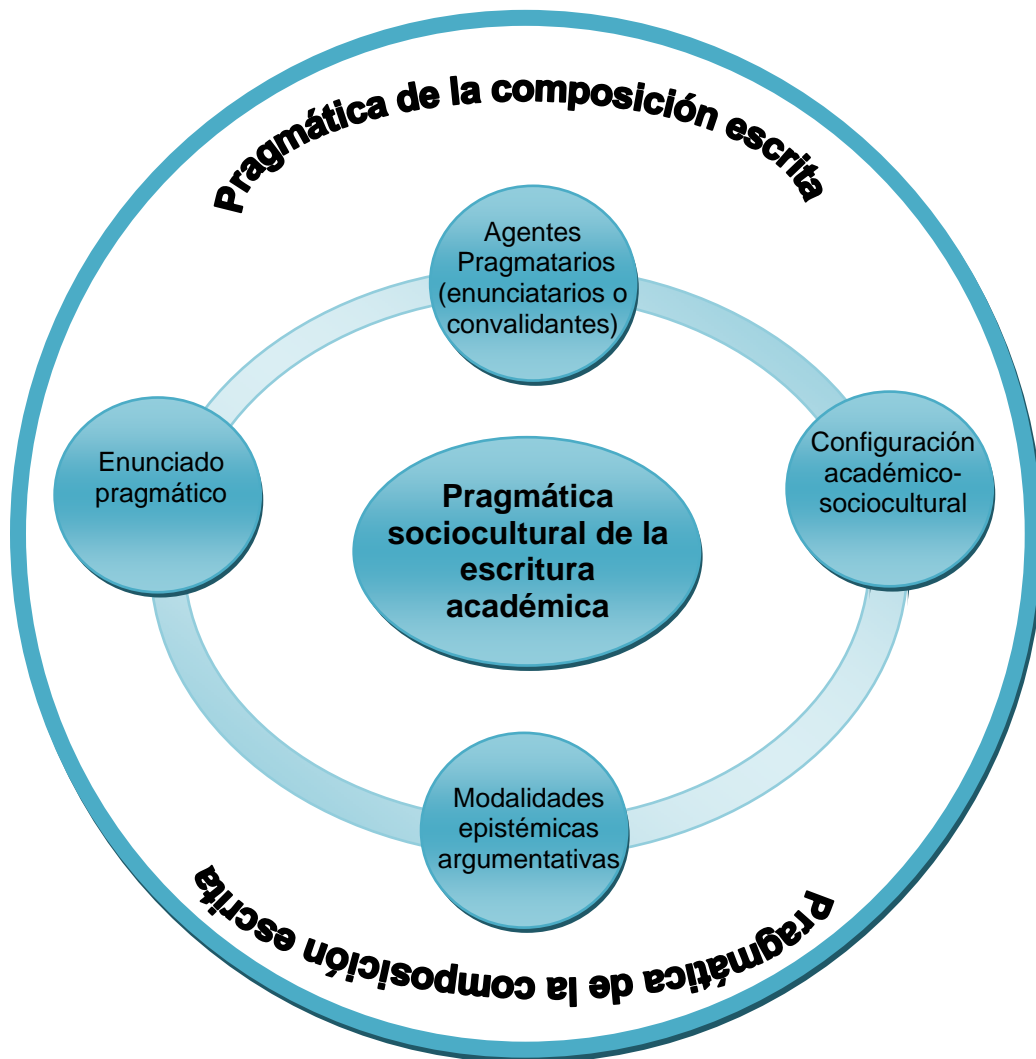 Pragmática de la composición escrita
Agentes
Pragmatarios
(enunciatarios o
convalidantes)
Enunciado
pragmático
Configuración
académico-
sociocultural
Pragmática
sociocultural de la
escritura
académica
Modalidades
epistémicas
argumentativas
Pragmática de la composición escrita